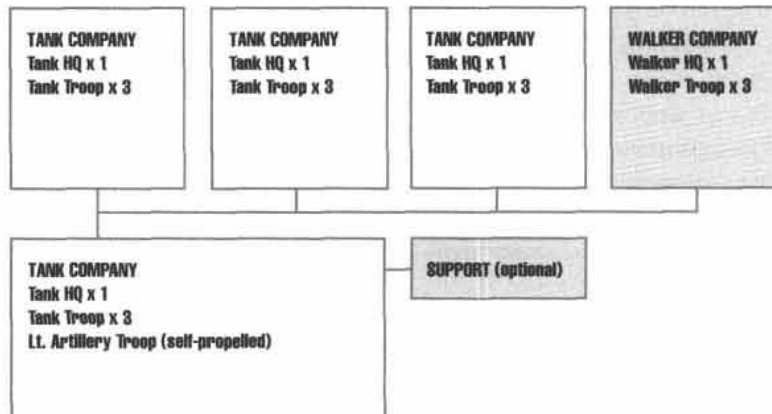 TANK COMPANY
Tank HQ x 1
Tank Troop x 3
TANK COMPANY
Tank HQ x 1
Tank Troop x 3
TANK COMPANY
Tank HQ x 1
Tank Troop x 3
WALKER COMPANY
Walker HQ x 1
Walker Troop x 3
TANK COMPANY
Tank HQ x 1
Tank Troop x 3
Lt. Artillery Troop (self-propelled)
SUPPORT (optional)